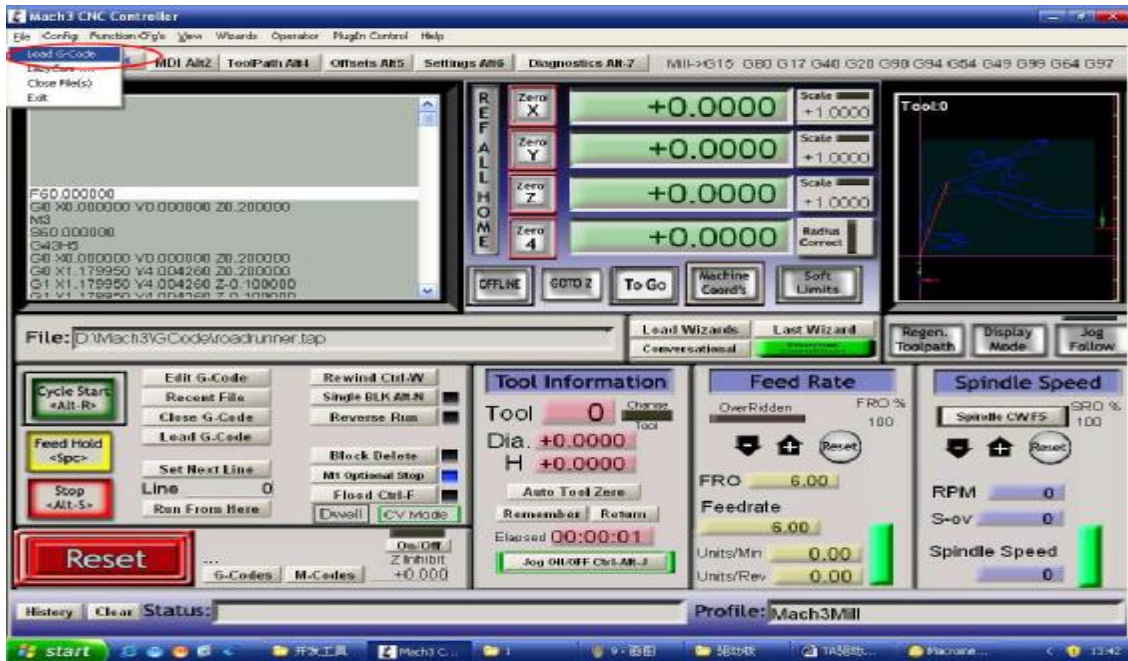 Mach3 CNC Controller
File Config Function Cfg's View Wizards Operator PlugIn Control Help
Load G-Code
Close File(s)
Exit
MDI Alt2 ToolPath Alt4 Offsets Alt5 Settings Alt6 Diagnostics Alt-7 Mill->G15 G80 G17 G40 G20 G90 G94 G54 G49 G99 G64 G97
REF ALL HOME
Zero X +0.0000 Scale +1.0000
Zero Y +0.0000 Scale +1.0000
Zero Z +0.0000 Scale +1.0000
Zero 4 +0.0000 Radius Correct
OFFLINE GOTO Z To Go Machine Coord's Soft Limits
Tool:0
F60.000000
G0 X0.000000 Y0.000000 Z0.200000
M3
S60.000000
G43H5
G0 X0.000000 Y0.000000 Z0.200000
G0 X1.179950 Y4.004260 Z0.200000
G1 X1.179950 Y4.004260 Z-0.100000
G1 X1.179950 Y4.004260 Z-0.100000
File: D:\Mach3\GCode\roadrunner.tap
Load Wizards Last Wizard
Conversational
Regen. Toolpath Display Mode Jog Follow
Cycle Start <Alt-R>
Feed Hold <Spc>
Stop <Alt-S>
Edit G-Code
Recent File
Close G-Code
Load G-Code
Set Next Line
Line 0
Run From Here
Rewind Ctrl-W
Single BLK Alt-N
Reverse Run
Block Delete
M1 Optional Stop
Flood Ctrl-F
Dwell CV Mode
Reset
...
G-Codes M-Codes
On/Off
Z Inhibit
+0.000
Tool Information
Tool 0 Change Tool
Dia. +0.0000
H +0.0000
Auto Tool Zero
Remember Return
Elapsed 00:00:01
Jog ON/OFF Ctrl-Alt-J
Feed Rate
OverRidden FRO % 100
Reset
FRO 6.00
Feedrate
6.00
Units/Min 0.00
Units/Rev 0.00
Spindle Speed
Spindle CW F5 SRO % 100
Reset
RPM 0
S-ov 0
Spindle Speed
0
History Clear Status: Profile: Mach3Mill
start 开发工具 Mach3 C... 1 13:42